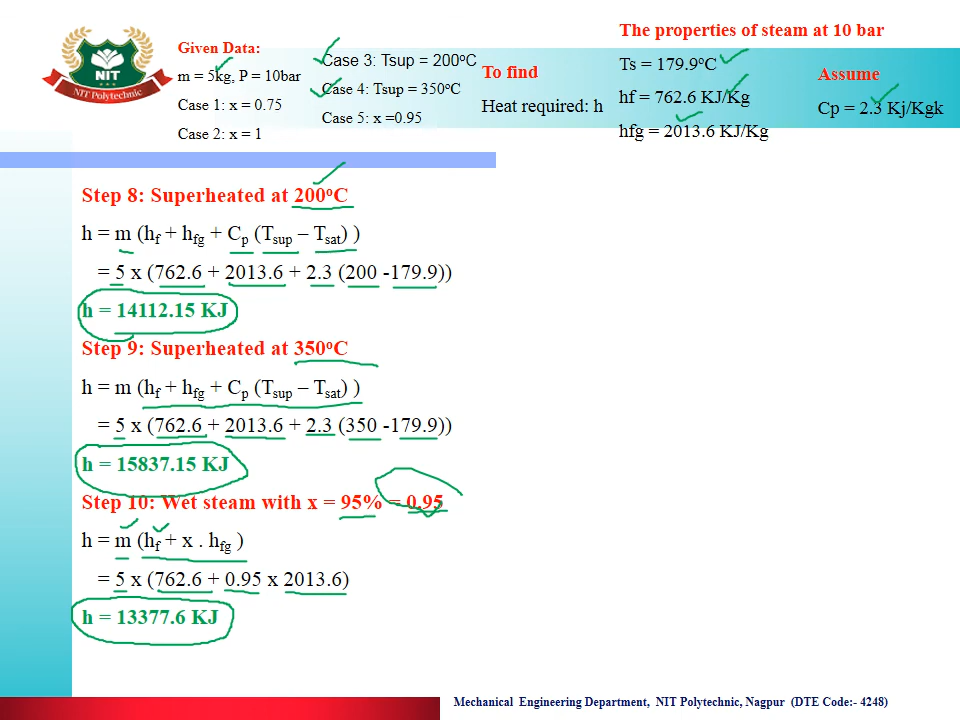 NIT
NIT Polytechnic
Given Data:
m = 5kg, P = 10bar
Case 1: x = 0.75
Case 2: x = 1
Case 3: Tsup = 200ºC
Case 4: Tsup = 350ºC
Case 5: x =0.95
To find
Heat required: h
The properties of steam at 10 bar
Ts = 179.9ºC
hf = 762.6 KJ/Kg
hfg = 2013.6 KJ/Kg
Assume
Cp = 2.3 Kj/Kgk
Step 8: Superheated at 200ºC
h = m (hf + hfg + Cp (Tsup – Tsat) )
= 5 x (762.6 + 2013.6 + 2.3 (200 -179.9))
h = 14112.15 KJ
Step 9: Superheated at 350ºC
h = m (hf + hfg + Cp (Tsup – Tsat) )
= 5 x (762.6 + 2013.6 + 2.3 (350 -179.9))
h = 15837.15 KJ
Step 10: Wet steam with x = 95% = 0.95
h = m (hf + x . hfg )
= 5 x (762.6 + 0.95 x 2013.6)
h = 13377.6 KJ
Mechanical Engineering Department, NIT Polytechnic, Nagpur (DTE Code:- 4248)